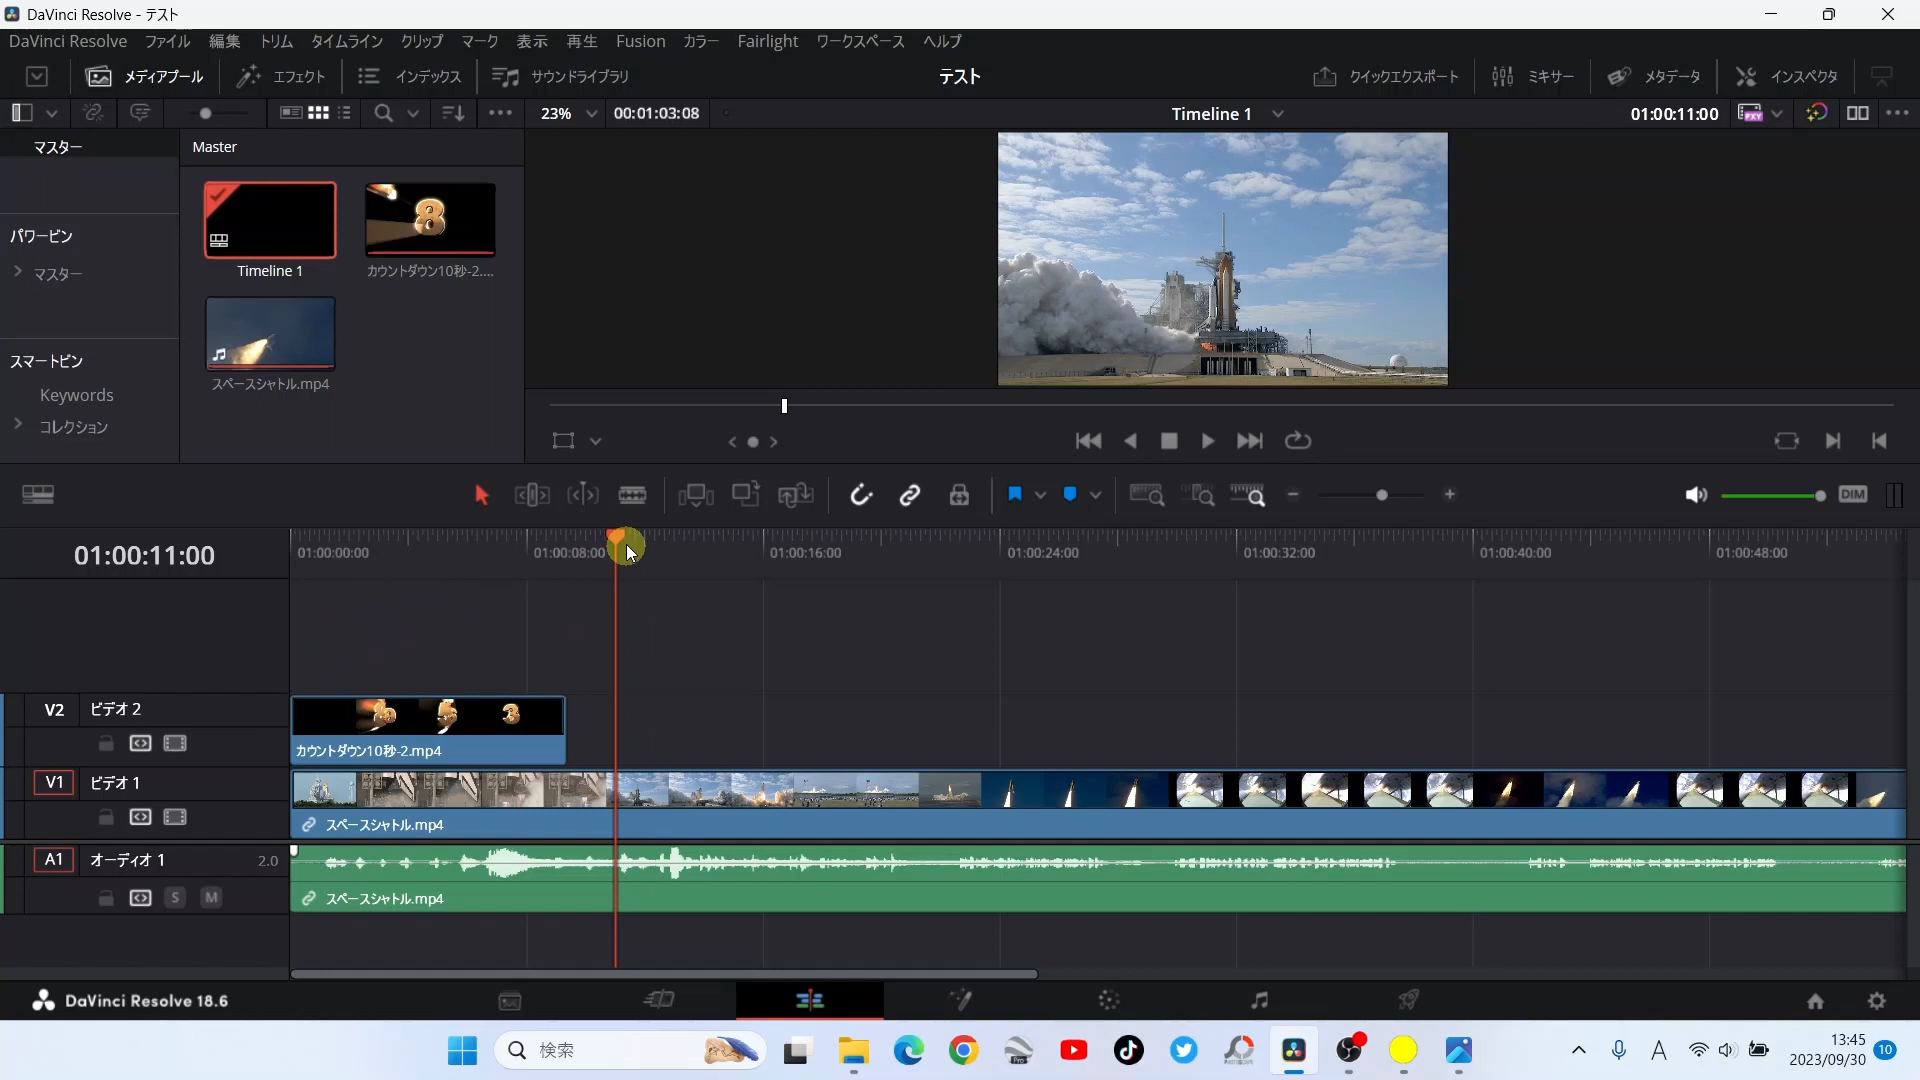 DaVinci Resolve - テスト
DaVinci Resolve ファイル 編集 トリム タイムライン クリップ マーク 表示 再生 Fusion カラー Fairlight ワークスペース ヘルプ
メディアプール エフェクト インデックス サウンドライブラリ テスト クイックエクスポート ミキサー メタデータ インスペクタ
23% 00:01:03:08 Timeline 1 01:00:11:00
マスター
Master
パワービン
マスター
Timeline 1
カウントダウン10秒-2....
スマートビン
Keywords
コレクション
スペースシャトル.mp4
DIM
01:00:11:00
01:00:00:00 01:00:08:00 01:00:16:00 01:00:24:00 01:00:32:00 01:00:40:00 01:00:48:00
V2 ビデオ 2
カウントダウン10秒-2.mp4
V1 ビデオ 1
スペースシャトル.mp4
A1 オーディオ 1 2.0
S M
スペースシャトル.mp4
DaVinci Resolve 18.6
検索
A
13:45
2023/09/30
10